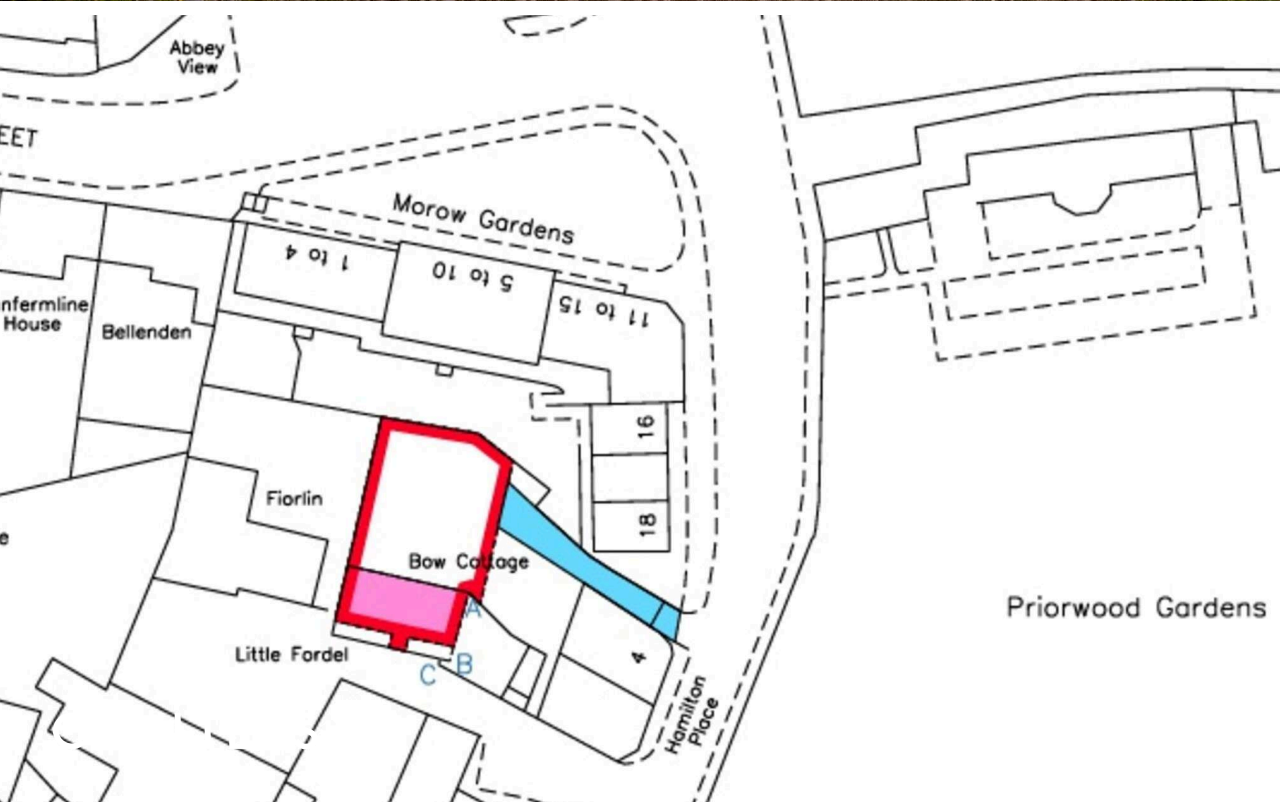 Abbey
View
EET
Morow Gardens
1 to 4
5 to 10
11 to 15
nfermline
House
Bellenden
16
Fiorlin
18
e
Bow Cottage
A
Priorwood Gardens
Little Fordel
B
C
4
Hamilton
Place